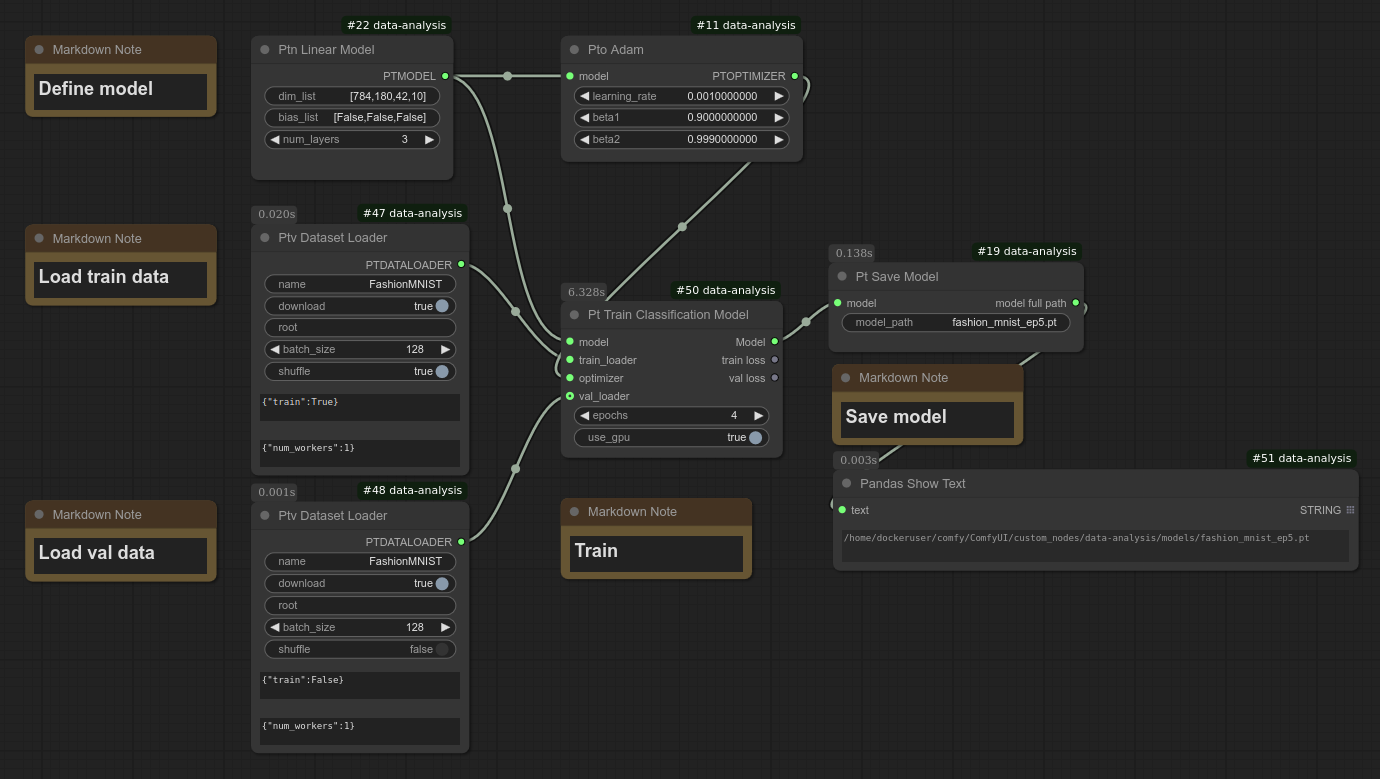 Markdown Note
Define model
#22 data-analysis
Ptn Linear Model
PTMODEL
dim_list [784,180,42,10]
bias_list [False,False,False]
num_layers 3
#11 data-analysis
Pto Adam
model PTOPTIMIZER
learning_rate 0.0010000000
beta1 0.9000000000
beta2 0.9990000000
Markdown Note
Load train data
0.020s #47 data-analysis
Ptv Dataset Loader
PTDATALOADER
name FashionMNIST
download true
root
batch_size 128
shuffle true
{"train":True}
{"num_workers":1}
6.328s #50 data-analysis
Pt Train Classification Model
model Model
train_loader train loss
optimizer val loss
val_loader
epochs 4
use_gpu true
0.138s #19 data-analysis
Pt Save Model
model model full path
model_path fashion_mnist_ep5.pt
Markdown Note
Save model
0.003s #51 data-analysis
Pandas Show Text
text STRING
/home/dockeruser/comfy/ComfyUI/custom_nodes/data-analysis/models/fashion_mnist_ep5.pt
Markdown Note
Load val data
0.001s #48 data-analysis
Ptv Dataset Loader
PTDATALOADER
name FashionMNIST
download true
root
batch_size 128
shuffle false
{"train":False}
{"num_workers":1}
Markdown Note
Train